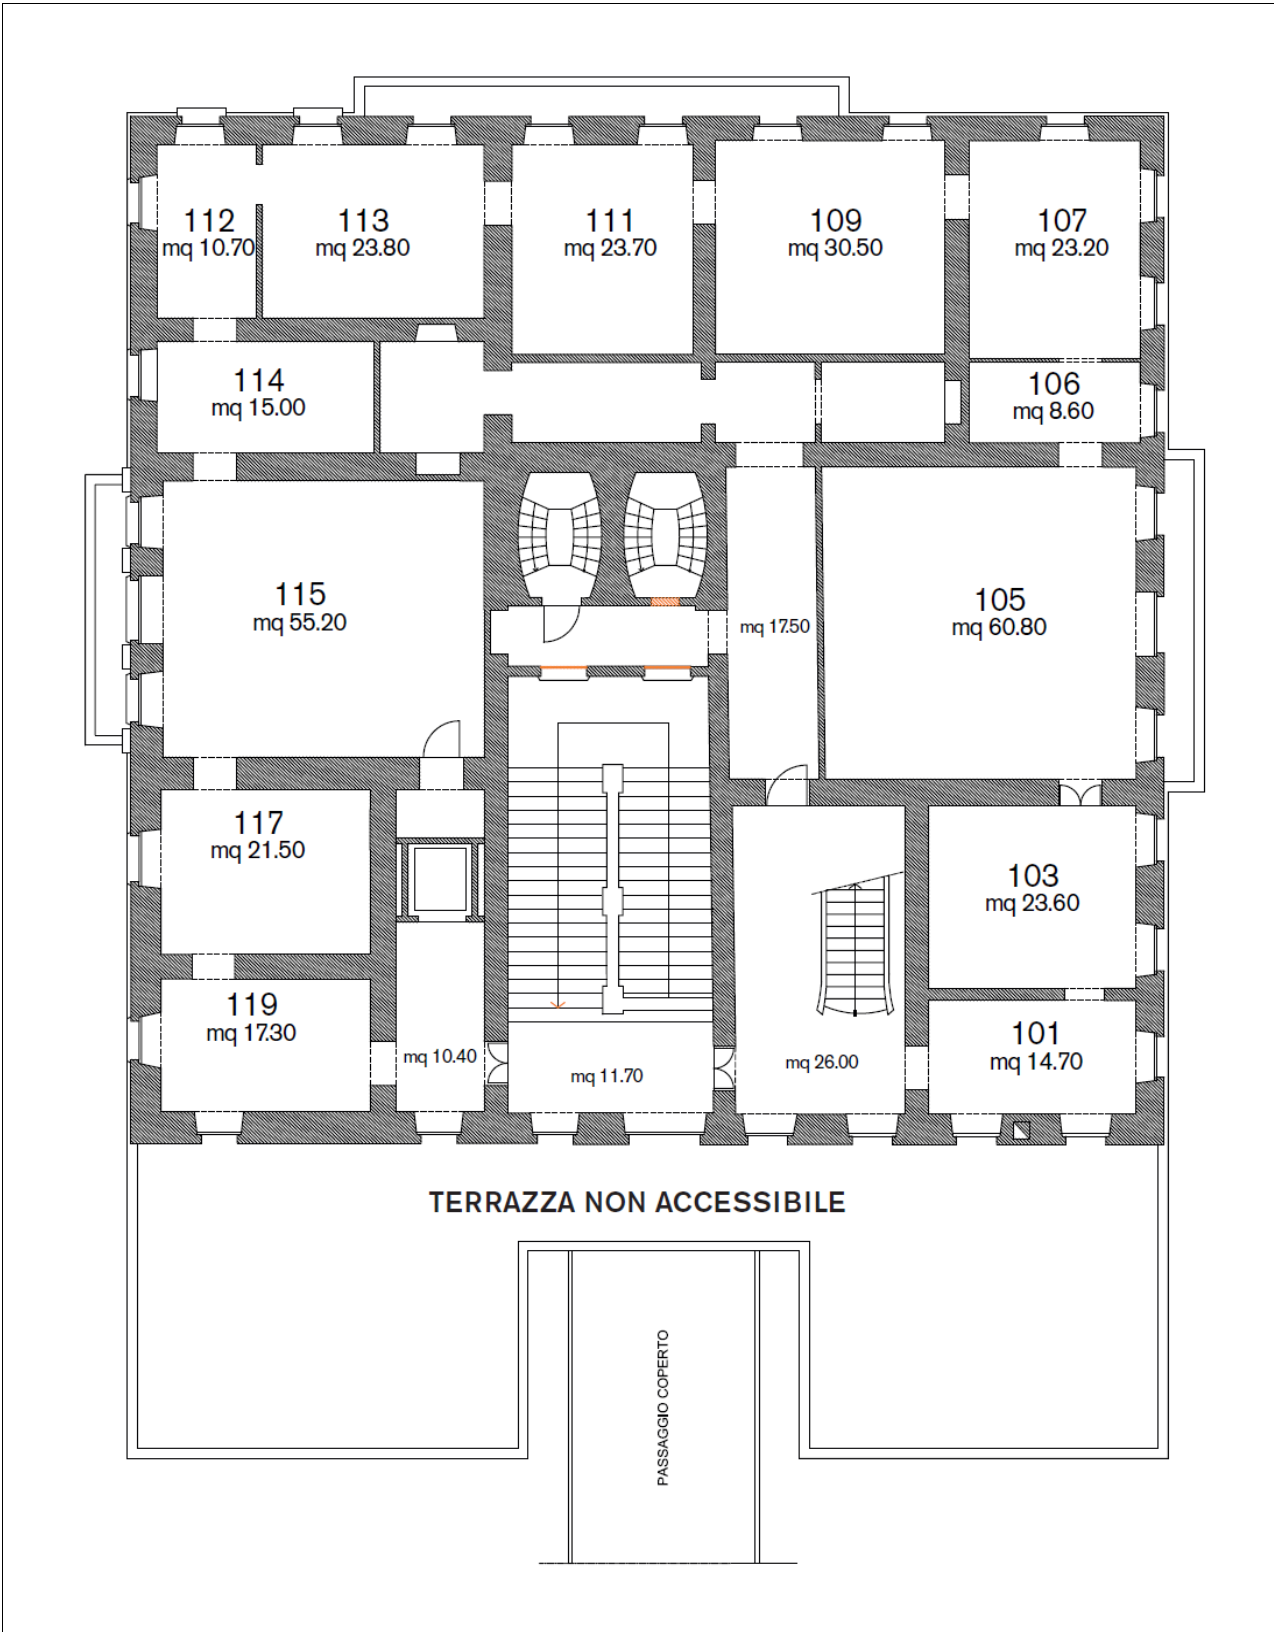 112
mq 10.70
113
mq 23.80
111
mq 23.70
109
mq 30.50
107
mq 23.20
114
mq 15.00
106
mq 8.60
115
mq 55.20
mq 17.50
105
mq 60.80
117
mq 21.50
103
mq 23.60
119
mq 17.30
mq 10.40
mq 11.70
mq 26.00
101
mq 14.70
TERRAZZA NON ACCESSIBILE
PASSAGGIO COPERTO